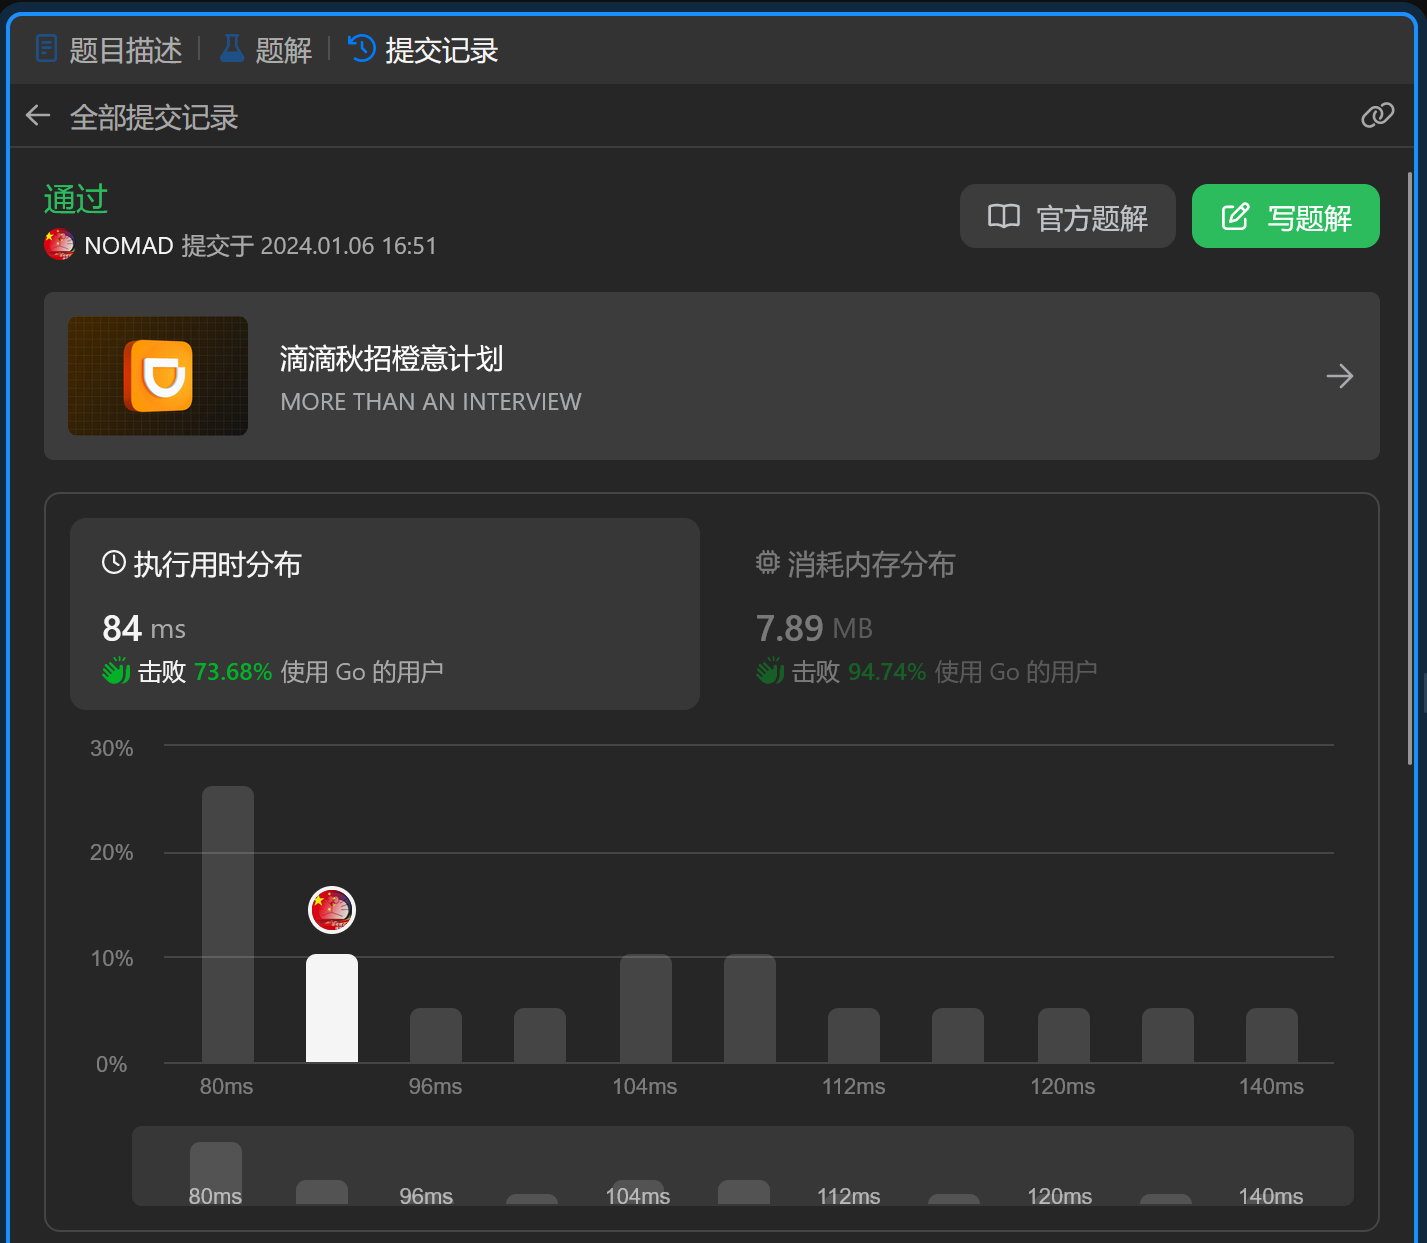 题目描述 题解 提交记录
全部提交记录
通过
NOMAD 提交于 2024.01.06 16:51
官方题解 写题解
滴滴秋招橙意计划
MORE THAN AN INTERVIEW
执行用时分布
84 ms
击败 73.68% 使用 Go 的用户
消耗内存分布
7.89 MB
击败 94.74% 使用 Go 的用户
30%
20%
10%
0%
80ms 96ms 104ms 112ms 120ms 140ms
80ms 96ms 104ms 112ms 120ms 140ms